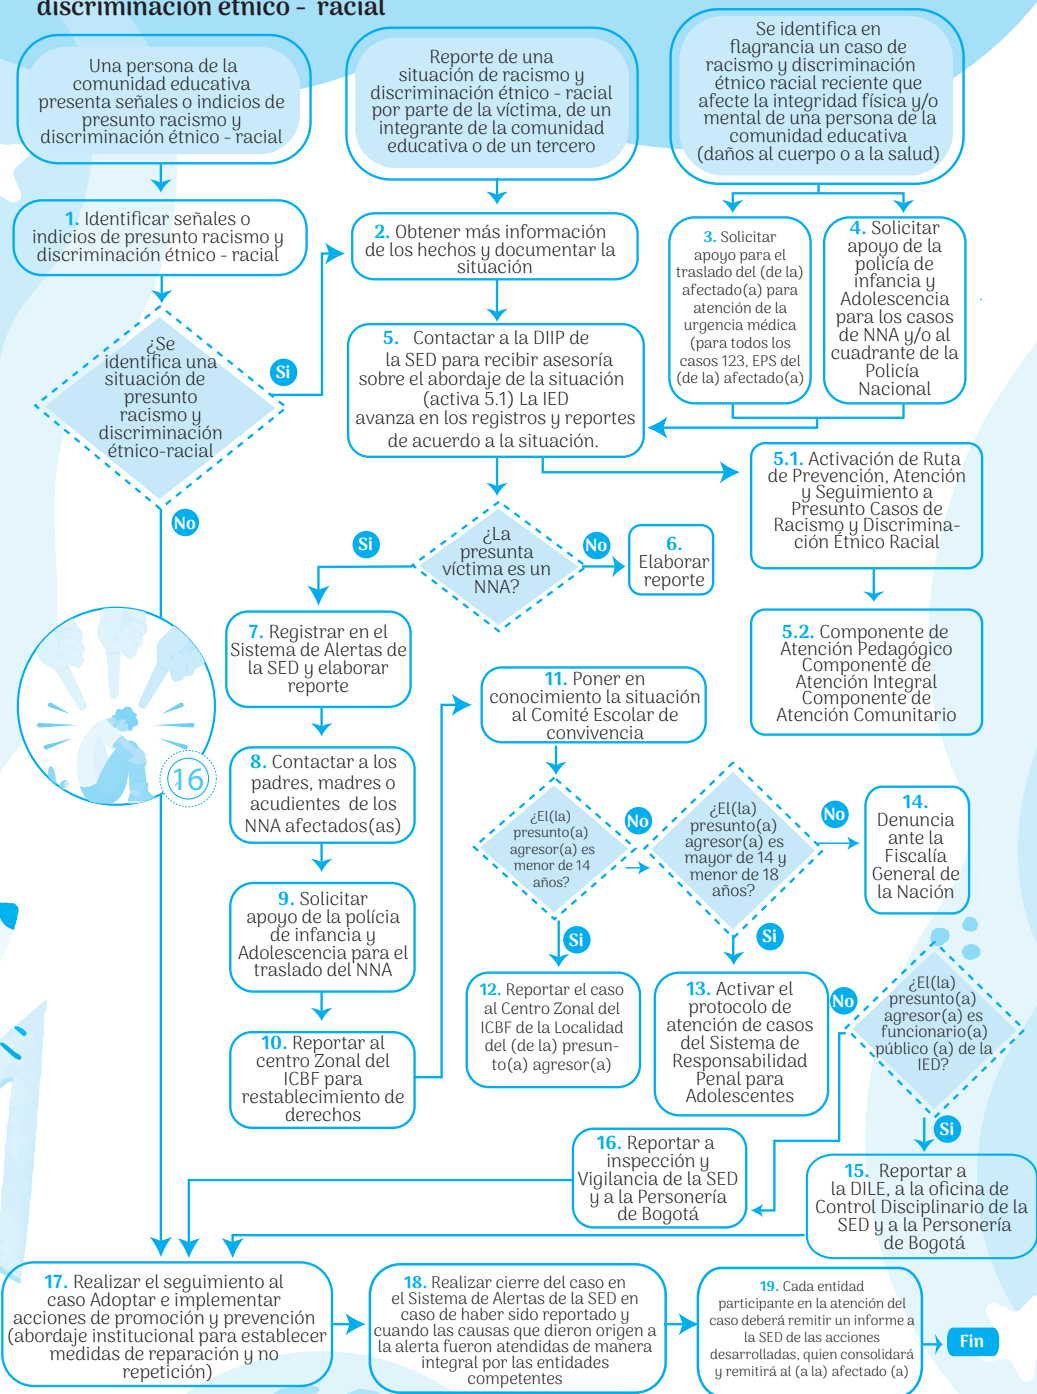 discriminación étnico - racial
Una persona de la
comunidad educativa
presenta señales o indicios de
presunto racismo y
discriminación étnico - racial
Reporte de una
situación de racismo y
discriminación étnico - racial
por parte de la víctima, de un
integrante de la comunidad
educativa o de un tercero
Se identifica en
flagrancia un caso de
racismo y discriminación
étnico racial reciente que
afecte la integridad física y/o
mental de una persona de la
comunidad educativa
(daños al cuerpo o a la salud)
1. Identificar señales o
indicios de presunto racismo y
discriminación étnico - racial
2. Obtener más información
de los hechos y documentar la
situación
3. Solicitar
apoyo para el
traslado del (de la)
afectado(a) para
atención de la
urgencia médica
(para todos los
casos 123, EPS del
(de la) afectado(a)
4. Solicitar
apoyo de la
policía de
infancia y
Adolescencia
para los casos
de NNA y/o al
cuadrante de la
Policía
Nacional
¿Se
identifica una
situación de
presunto
racismo y
discriminación
étnico-racial
Si
No
5. Contactar a la DIIP de
la SED para recibir asesoría
sobre el abordaje de la situación
(activa 5.1) La IED
avanza en los registros y reportes
de acuerdo a la situación.
5.1. Activación de Ruta
de Prevención, Atención
y Seguimiento a
Presunto Casos de
Racismo y Discrimina-
ción Étnico Racial
¿La
presunta
víctima es un
NNA?
Si
No
6.
Elaborar
reporte
5.2. Componente de
Atención Pedagógico
Componente de
Atención Integral
Componente de
Atención Comunitario
7. Registrar en el
Sistema de Alertas de
la SED y elaborar
reporte
8. Contactar a los
padres, madres o
acudientes de los
NNA afectados(as)
9. Solicitar
apoyo de la polícia
de infancia y
Adolescencia para el
traslado del NNA
10. Reportar al
centro Zonal del
ICBF para
restablecimiento de
derechos
11. Poner en
conocimiento la situación
al Comité Escolar de
convivencia
16
¿El(la)
presunto(a)
agresor(a) es
menor de 14
años?
No
Si
¿El(la)
presunto(a)
agresor(a) es
mayor de 14 y
menor de 18
años?
No
Si
14.
Denuncia
ante la
Fiscalía
General de
la Nación
12. Reportar el caso
al Centro Zonal del
ICBF de la Localidad
del (de la) presun-
to(a) agresor(a)
13. Activar el
protocolo de
atención de casos
del Sistema de
Responsabilidad
Penal para
Adolescentes
¿El(la)
presunto(a)
agresor(a) es
funcionario(a)
público (a) de la
IED?
No
Si
16. Reportar a
inspección y
Vigilancia de la SED
y a la Personería
de Bogotá
15. Reportar a
la DILE, a la oficina de
Control Disciplinario de la
SED y a la Personería
de Bogotá
17. Realizar el seguimiento al
caso Adoptar e implementar
acciones de promoción y prevención
(abordaje institucional para establecer
medidas de reparación y no
repetición)
18. Realizar cierre del caso en
el Sistema de Alertas de la SED en
caso de haber sido reportado y
cuando las causas que dieron origen a
la alerta fueron atendidas de manera
integral por las entidades
competentes
19. Cada entidad
participante en la atención del
caso deberá remitir un informe a
la SED de las acciones
desarrolladas, quien consolidará
y remitirá al (a la) afectado (a)
Fin